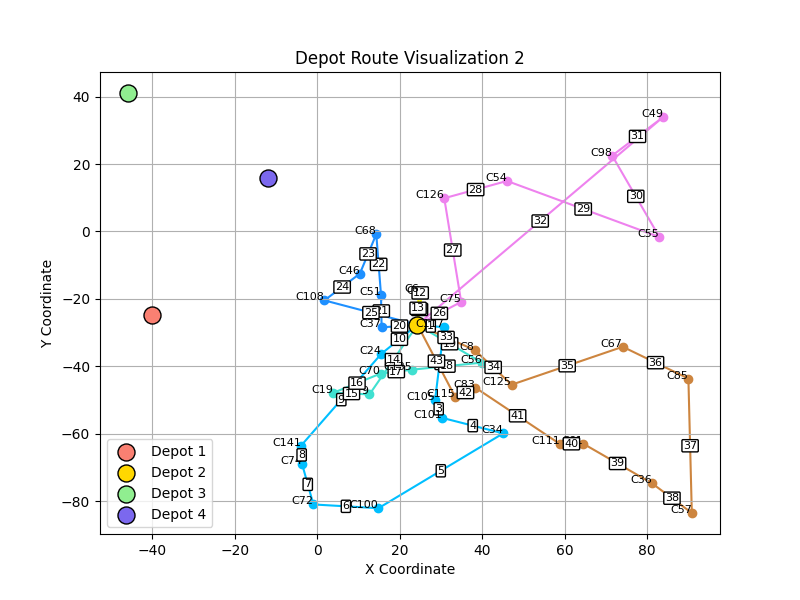 Depot Route Visualization 2
Y Coordinate
X Coordinate
40
20
0
−20
−40
−60
−80
−40
−20
0
20
40
60
80
Depot 1
Depot 2
Depot 3
Depot 4
C49
31
C98
30
C55
C54
28
C126
29
32
27
C75
C68
23
22
C46
24
C108
C51
25
C37
20
26
12
13
10
33
C8
C56
34
C125
35
C67
36
C85
37
C57
38
C36
39
40
C111
41
C83
42
43
C24
14
17
C70
16
C19
15
9
C105
3
C101
4
C34
5
C141
8
7
C72
6
C100